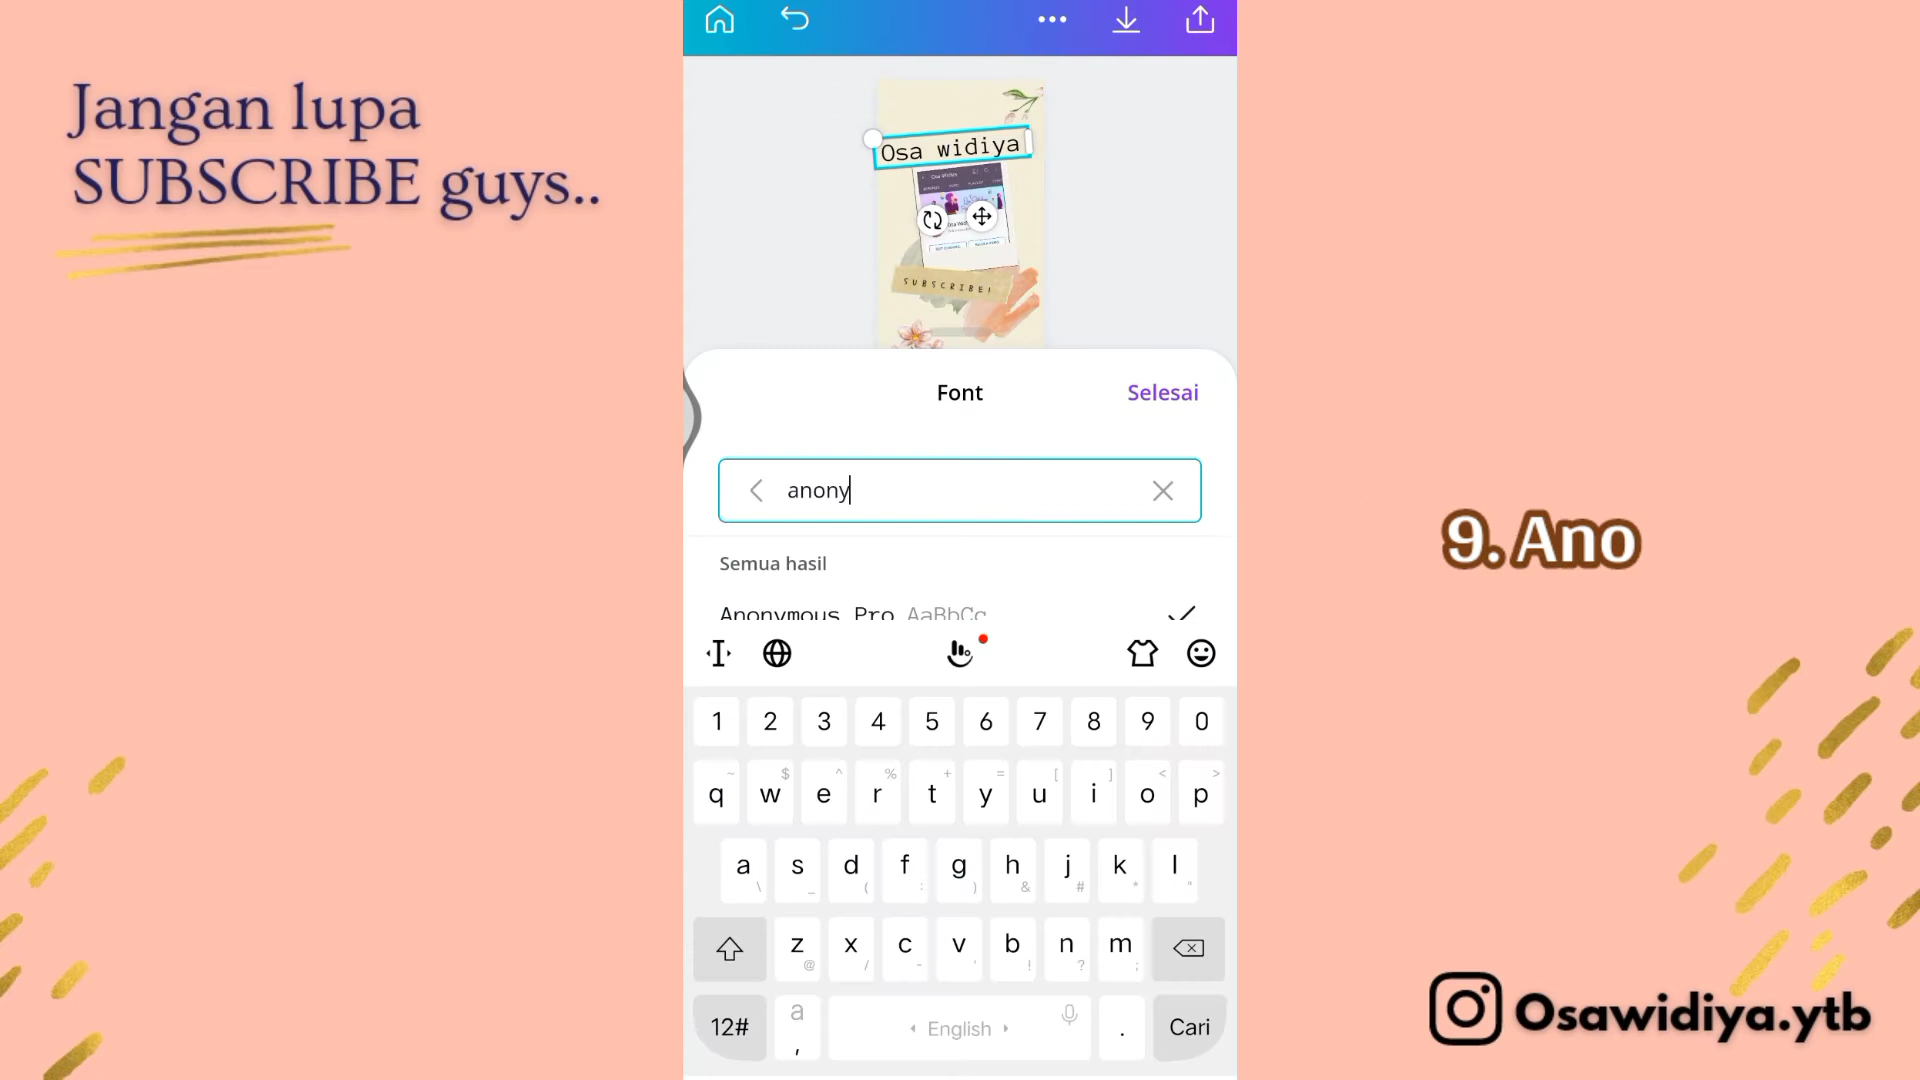 Jangan lupa
SUBSCRIBE guys..
Osa widiya
SUBSCRIBE!
Font
Selesai
anony
Semua hasil
Anonymous Pro AaBbCc
1 2 3 4 5 6 7 8 9 0
~ $ ^ % + = [ ] < >
q w e r t y u i o p
a s d f g h j k l
\ _ ( : ) & # * "
z x c v b n m
@ / - ' ! ? ;
12# a , English . Cari
9. Ano
Osawidiya.ytb